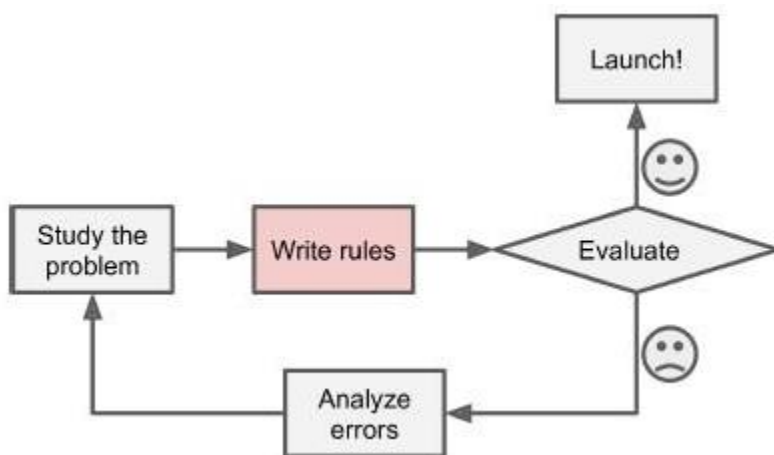 Launch!
Study the
problem
Write rules
Evaluate
Analyze
errors